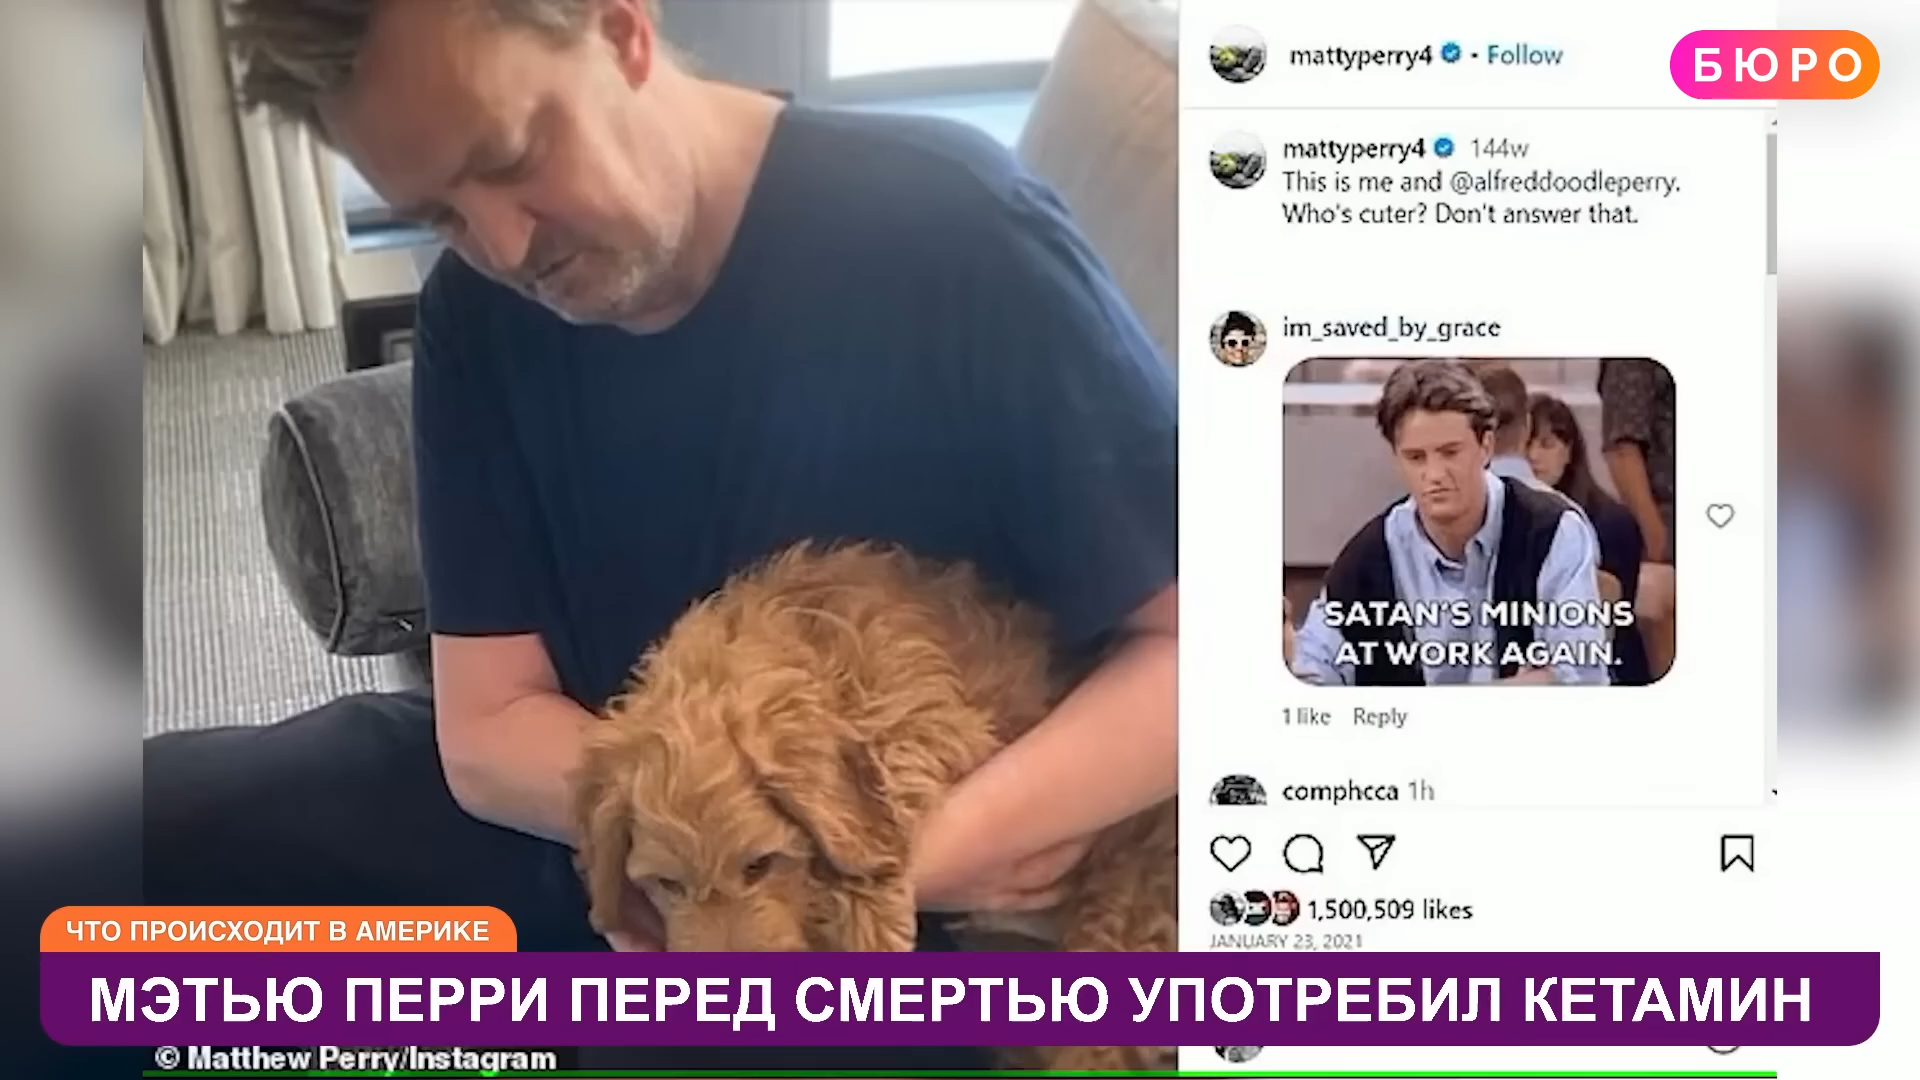 mattyperry4 • Follow
БЮРО
mattyperry4 144w
This is me and @alfreddoodleperry.
Who's cuter? Don't answer that.
im_saved_by_grace
SATAN'S MINIONS
AT WORK AGAIN.
1 like Reply
comphcca 1h
1,500,509 likes
JANUARY 23, 2021
ЧТО ПРОИСХОДИТ В АМЕРИКЕ
МЭТЬЮ ПЕРРИ ПЕРЕД СМЕРТЬЮ УПОТРЕБИЛ КЕТАМИН
© Matthew Perry/Instagram